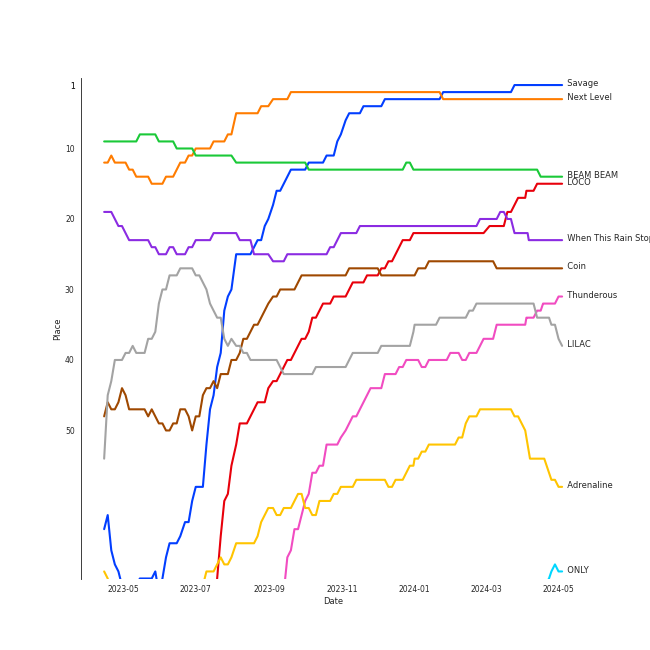 1
Savage
Next Level
10
BEAM BEAM
LOCO
20
When This Rain Stop
Coin
30
Thunderous
Place
LILAC
40
50
Adrenaline
ONLY
2023-05
2023-07
2023-09
2023-11
2024-01
2024-03
2024-05
Date